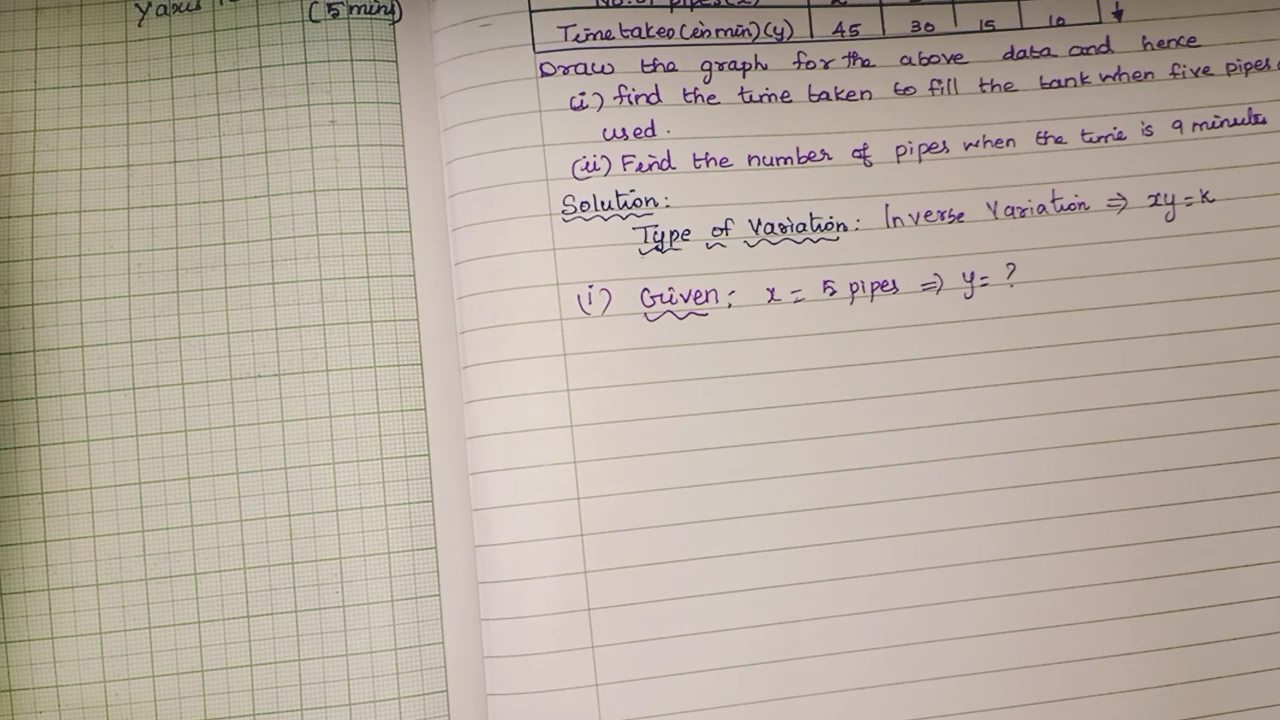 Yaxis
(5 mins)
Time taken (in min) (y) 45 30 15 10
Draw the graph for the above data and hence
(i) find the time taken to fill the tank when five pipes
used.
(ii) Find the number of pipes when the time is 9 minutes
Solution:
Type of Variation: Inverse Variation ⇒ xy=k
(i) Given: x = 5 pipes ⇒ y= ?